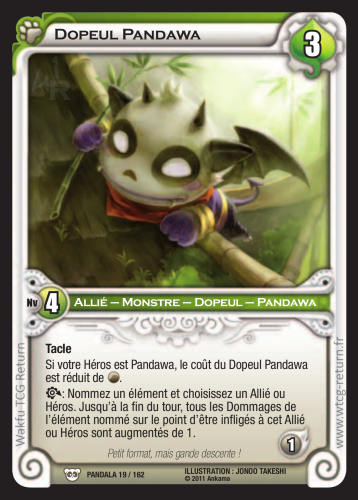 Dopeul Pandawa
3
Nv 4
Allié – Monstre – Dopeul – Pandawa
Tacle
Si votre Héros est Pandawa, le coût du Dopeul Pandawa
est réduit de .
: Nommez un élément et choisissez un Allié ou
Héros. Jusqu'à la fin du tour, tous les Dommages de
l'élément nommé sur le point d'être infligés à cet Allié
ou Héros sont augmentés de 1.
1
Petit format, mais gande descente !
PANDALA 19 / 162
ILLUSTRATION : JONOO TAKESHI
© 2011 Ankama
Wakfu TCG Return
www.wtcg-return.fr